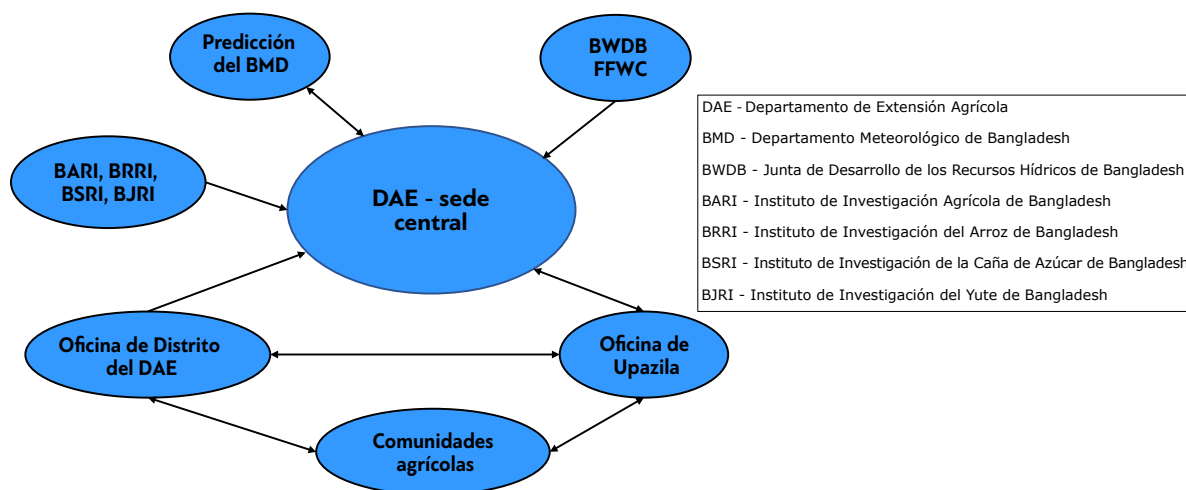 Predicción
del BMD
BWDB
FFWC
BARI, BRRI,
BSRI, BJRI
DAE - sede
central
Oficina de Distrito
del DAE
Oficina de
Upazila
Comunidades
agrícolas
DAE - Departamento de Extensión Agrícola
BMD - Departamento Meteorológico de Bangladesh
BWDB - Junta de Desarrollo de los Recursos Hídricos de Bangladesh
BARI - Instituto de Investigación Agrícola de Bangladesh
BRRI - Instituto de Investigación del Arroz de Bangladesh
BSRI - Instituto de Investigación de la Caña de Azúcar de Bangladesh
BJRI - Instituto de Investigación del Yute de Bangladesh